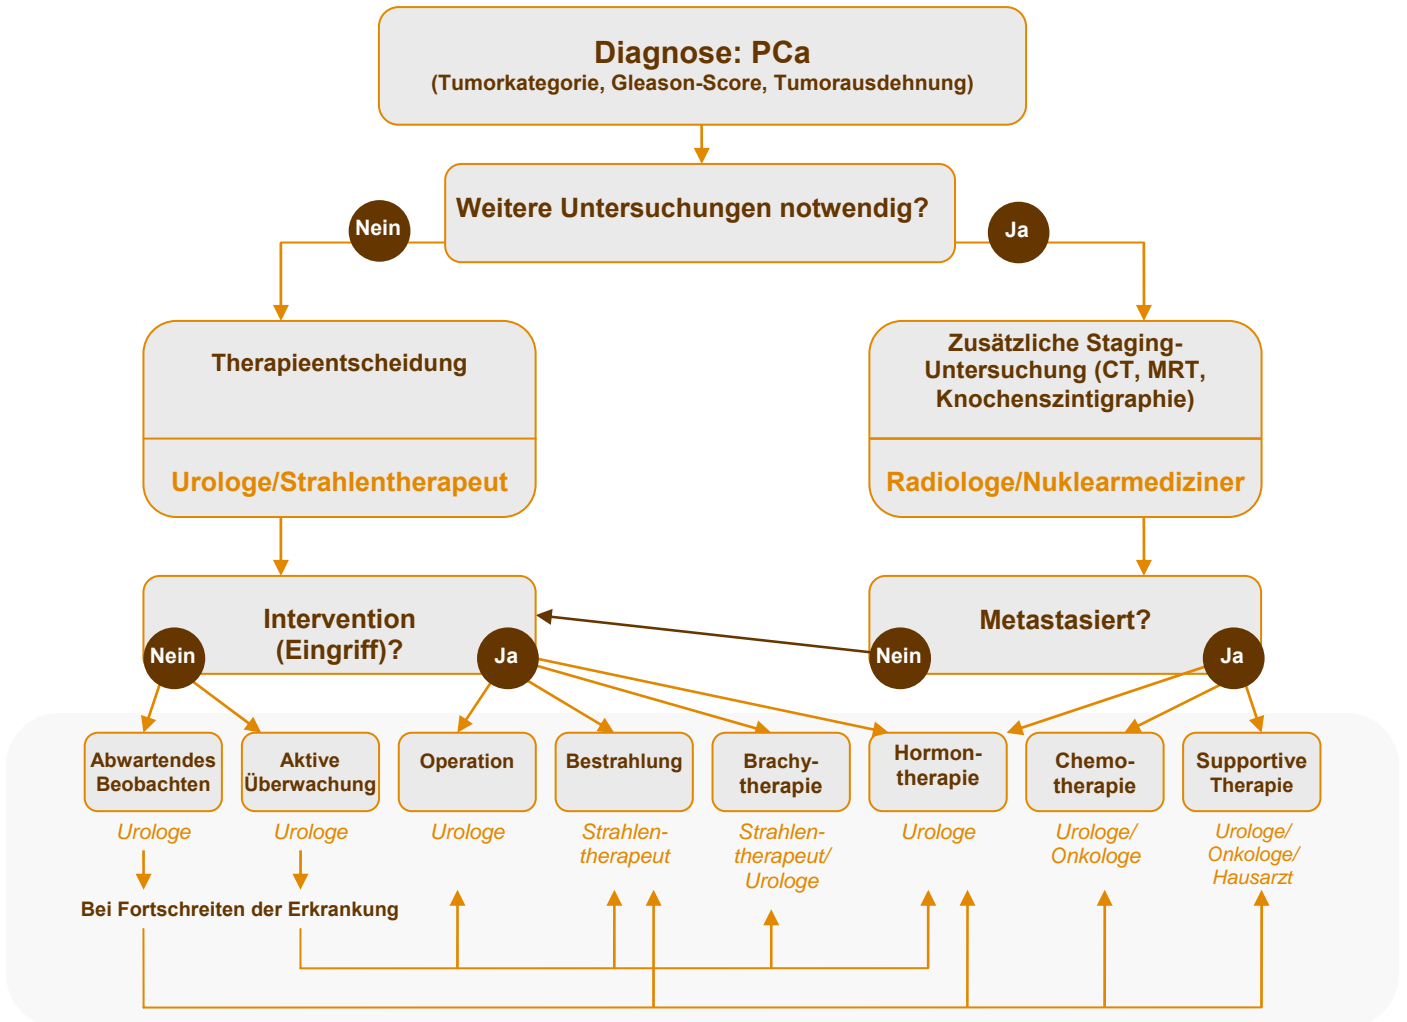 Diagnose: PCa
(Tumorkategorie, Gleason-Score, Tumorausdehnung)
Weitere Untersuchungen notwendig?
Nein
Ja
Therapieentscheidung
Urologe/Strahlentherapeut
Zusätzliche Staging-
Untersuchung (CT, MRT,
Knochenszintigraphie)
Radiologe/Nuklearmediziner
Intervention
(Eingriff)?
Nein
Ja
Metastasiert?
Nein
Ja
Abwartendes
Beobachten
Urologe
Aktive
Überwachung
Urologe
Operation
Urologe
Bestrahlung
Strahlen-
therapeut
Brachy-
therapie
Strahlen-
therapeut/
Urologe
Hormon-
therapie
Urologe
Chemo-
therapie
Urologe/
Onkologe
Supportive
Therapie
Urologe/
Onkologe/
Hausarzt
Bei Fortschreiten der Erkrankung